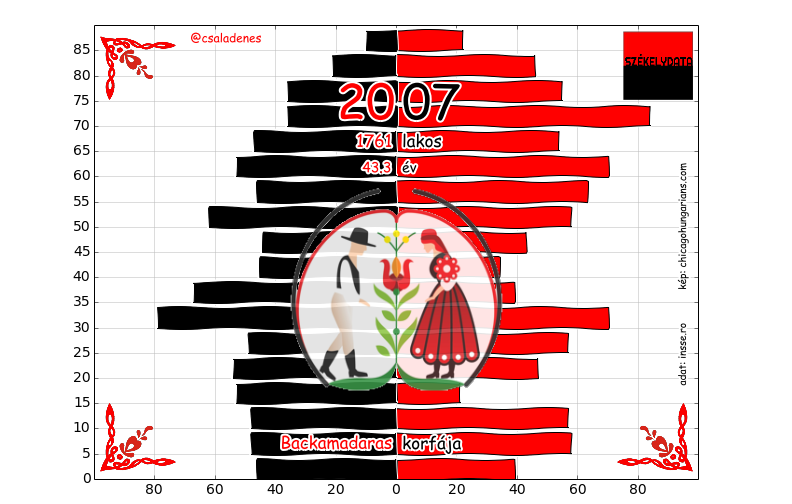 @csaladenes
SZÉKELYDATA
2007
1761 lakos
43.3 év
kép: chicagohungarians.com
adat: insse.ro
Backamadaras korfája
85
80
75
70
65
60
55
50
45
40
35
30
25
20
15
10
5
0
80 60 40 20 0 20 40 60 80